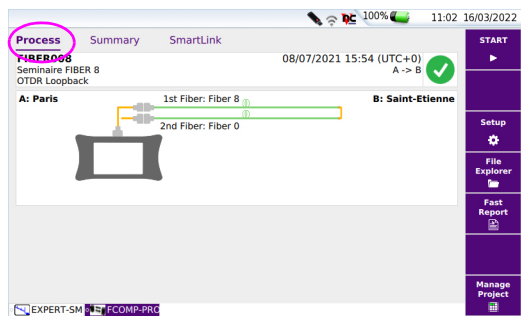 100%
11:02 16/03/2022
Process Summary SmartLink
FIBER008
08/07/2021 15:54 (UTC+0)
Seminaire FIBER 8
A -> B
OTDR Loopback
A: Paris
1st Fiber: Fiber 8
B: Saint-Etienne
2nd Fiber: Fiber 0
START
Setup
File
Explorer
Fast
Report
Manage
Project
EXPERT-SM
FCOMP-PRO